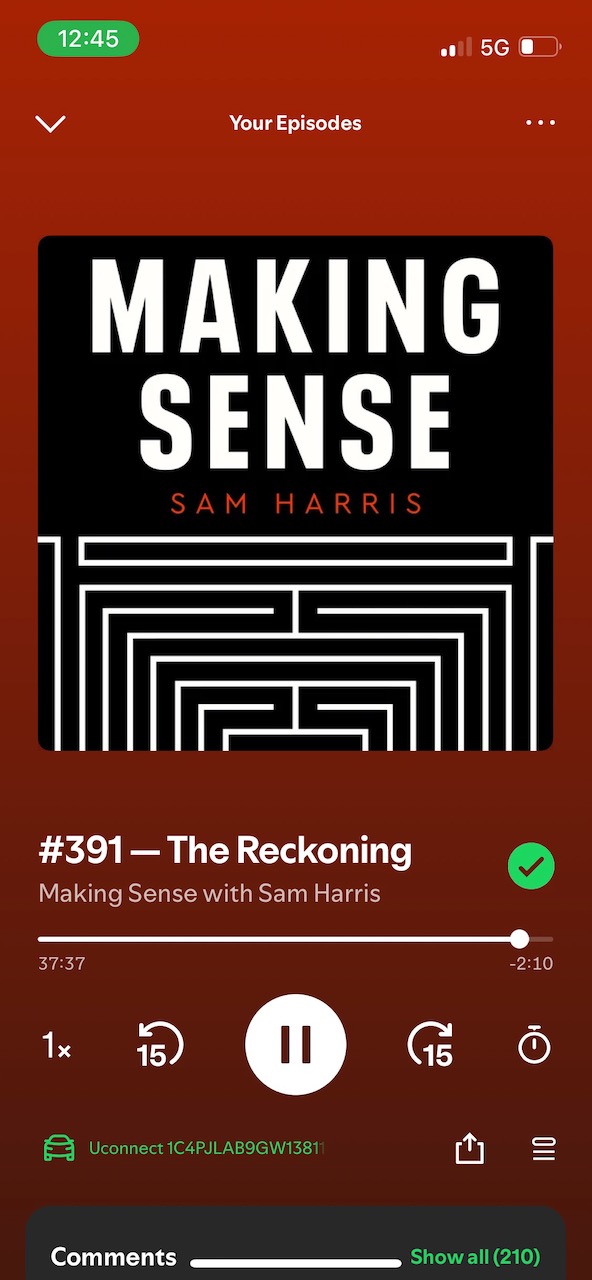 12:45
5G
Your Episodes
MAKING
SENSE
SAM HARRIS
#391 — The Reckoning
Making Sense with Sam Harris
37:37
-2:10
1×
15
15
Uconnect 1C4PJLAB9GW13811
Comments
Show all (210)